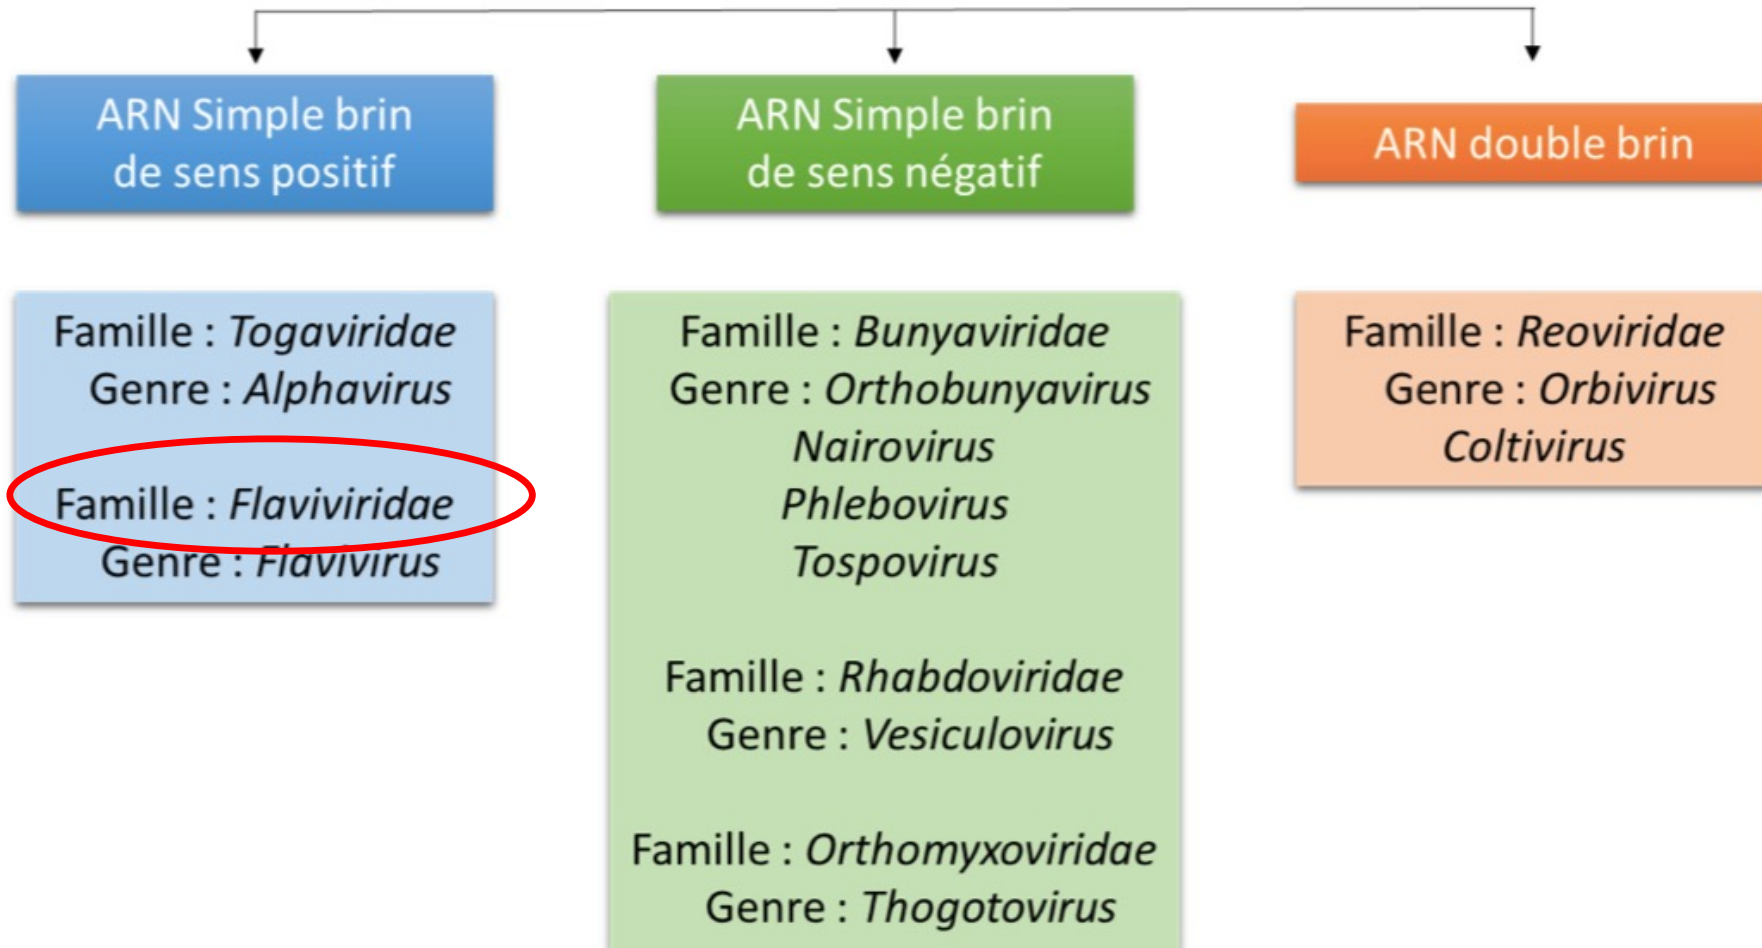 ARN Simple brin
de sens positif
Famille : Togaviridae
Genre : Alphavirus
Famille : Flaviviridae
Genre : Flavivirus
ARN Simple brin
de sens négatif
Famille : Bunyaviridae
Genre : Orthobunyavirus
Nairovirus
Phlebovirus
Tospovirus
Famille : Rhabdoviridae
Genre : Vesiculovirus
Famille : Orthomyxoviridae
Genre : Thogotovirus
ARN double brin
Famille : Reoviridae
Genre : Orbivirus
Coltivirus